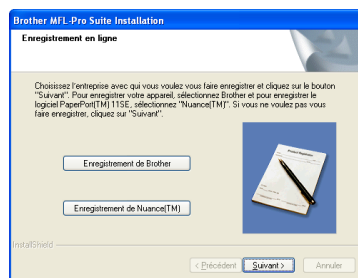 Brother MFL-Pro Suite Installation
Enregistrement en ligne
Choisissez l'entreprise avec qui vous voulez vous faire enregistrer et cliquez sur le bouton
"Suivant". Pour enregistrer votre appareil, sélectionnez Brother et pour enregistrer le
logiciel PaperPort(TM) 11SE, sélectionnez "Nuance(TM)". Si vous ne voulez pas vous
faire enregistrer, cliquez sur "Suivant".
Enregistrement de Brother
Enregistrement de Nuance(TM)
InstallShield
< Précédent Suivant > Annuler